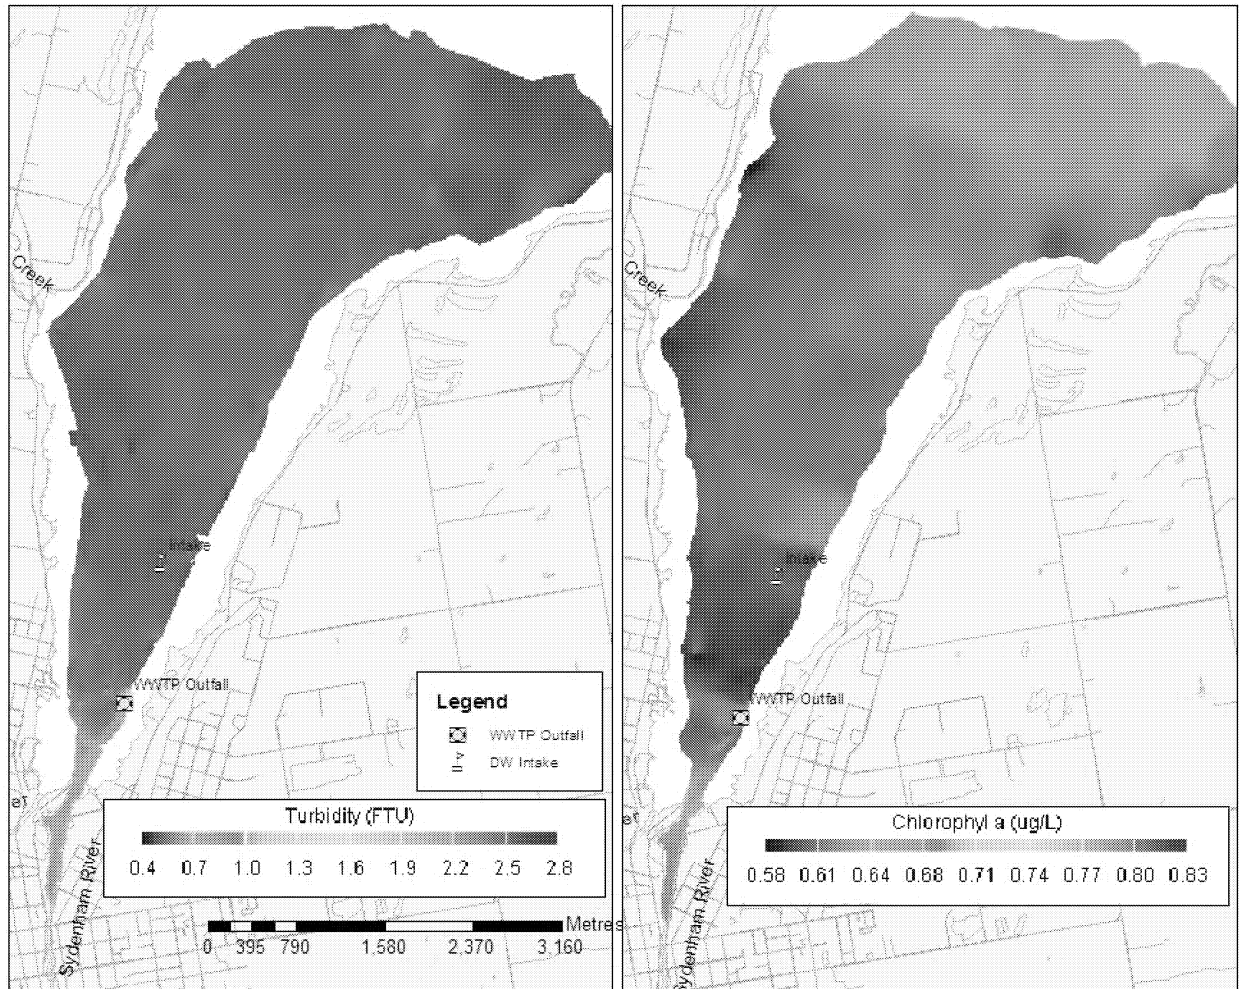 Creek
Intake
WWTP Outfall
Legend
WWTP Outfall
DW Intake
Turbidity (FTU)
0.4 0.7 1.0 1.3 1.6 1.9 2.2 2.5 2.8
Sydenham River
Metres
0 395 790 1,580 2,370 3,160
Creek
Intake
WWTP Outfall
Chlorophyl a (ug/L)
0.58 0.61 0.64 0.68 0.71 0.74 0.77 0.80 0.83
Sydenham River